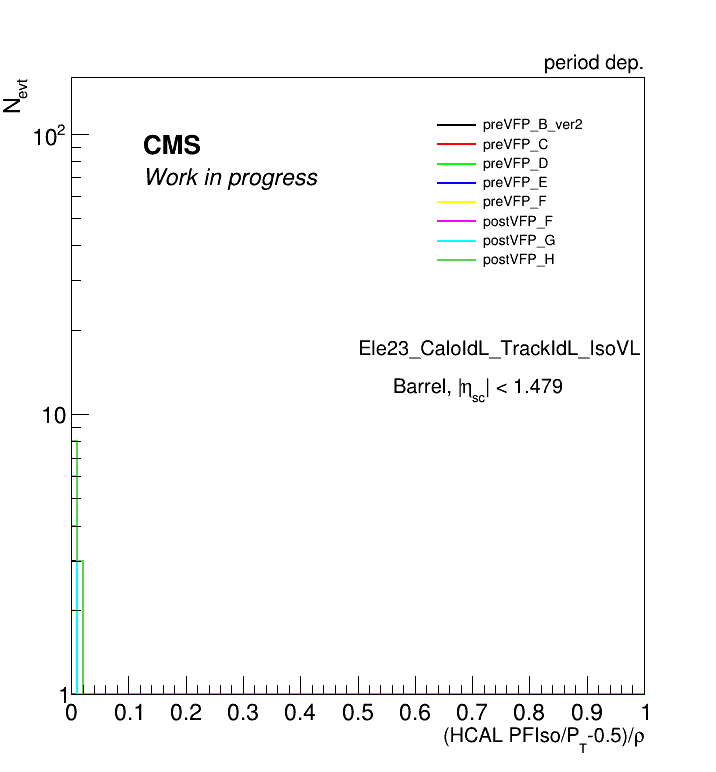 period dep.
N_evt
10²
CMS
Work in progress
preVFP_B_ver2
preVFP_C
preVFP_D
preVFP_E
preVFP_F
postVFP_F
postVFP_G
postVFP_H
Ele23_CaloIdL_TrackIdL_IsoVL
Barrel, |η_sc| < 1.479
10
1
0 0.1 0.2 0.3 0.4 0.5 0.6 0.7 0.8 0.9 1
(HCAL PFIso/P_T-0.5)/ρ